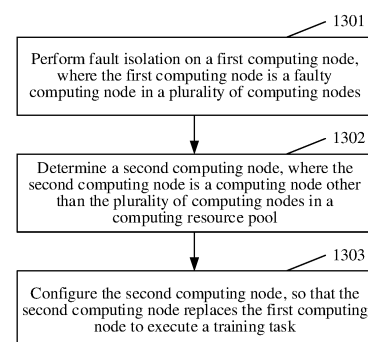 1301
Perform fault isolation on a first computing node,
where the first computing node is a faulty
computing node in a plurality of computing nodes
1302
Determine a second computing node, where the
second computing node is a computing node other
than the plurality of computing nodes in a
computing resource pool
1303
Configure the second computing node, so that the
second computing node replaces the first computing
node to execute a training task